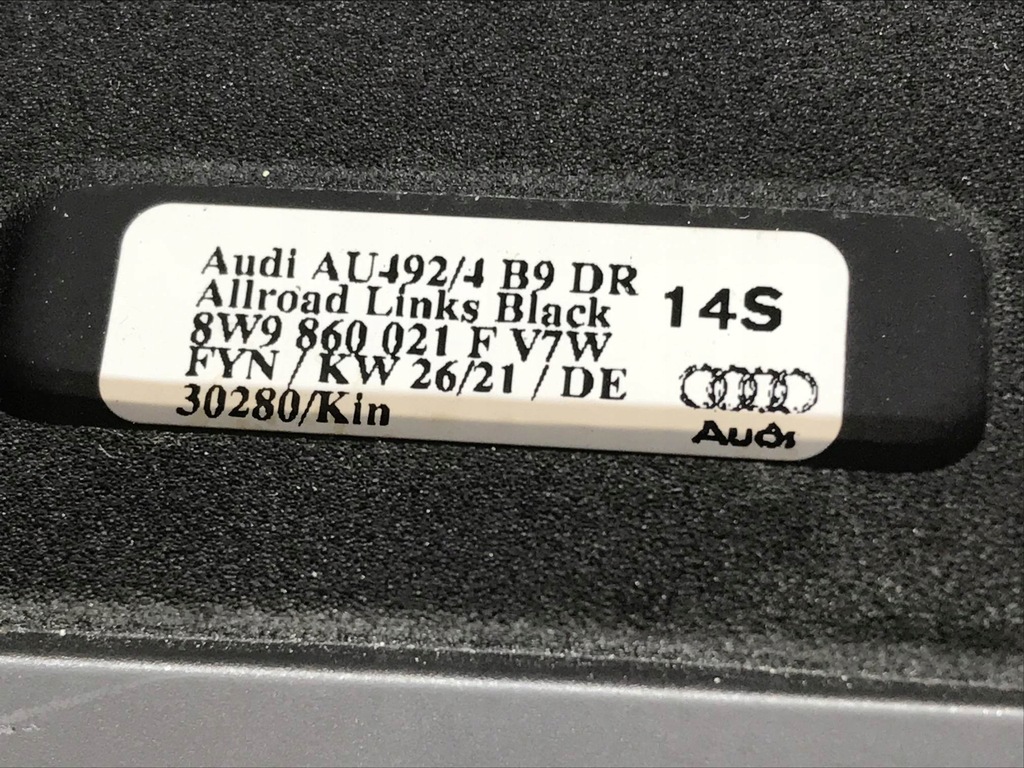 Audi AU492/4 B9 DR
Allroad Links Black
8W9 860 021 F V7W
FYN / KW 26/21 / DE
30280/Kin
14S
Audi